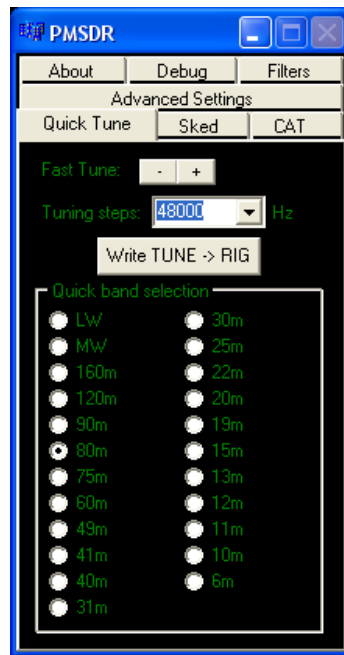 PMSDR
About Debug Filters
Advanced Settings
Quick Tune Sked CAT
Fast Tune: - +
Tuning steps: 48000 Hz
Write TUNE -> RIG
Quick band selection
LW 30m
MW 25m
160m 22m
120m 20m
90m 19m
80m 15m
75m 13m
60m 12m
49m 11m
41m 10m
40m 6m
31m